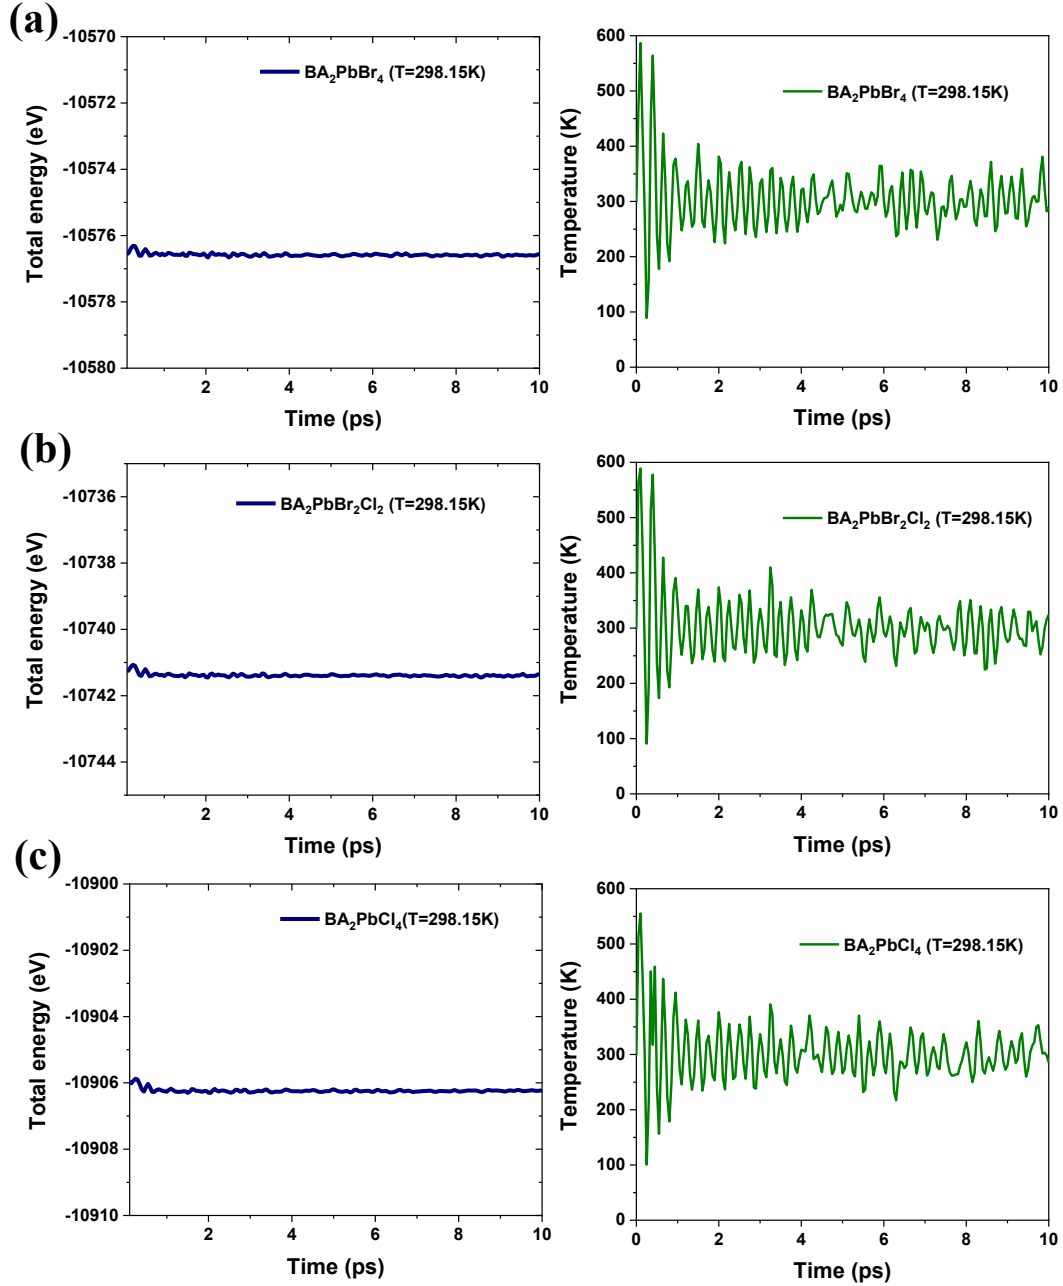 (a)
-10570
-10572
-10574
-10576
-10578
-10580
Total energy (eV)
BA₂PbBr₄ (T=298.15K)
2 4 6 8 10
Time (ps)
600
500
400
300
200
100
0
Temperature (K)
BA₂PbBr₄ (T=298.15K)
0 2 4 6 8 10
Time (ps)
(b)
-10736
-10738
-10740
-10742
-10744
Total energy (eV)
BA₂PbBr₂Cl₂ (T=298.15K)
2 4 6 8 10
Time (ps)
600
500
400
300
200
100
0
Temperature (K)
BA₂PbBr₂Cl₂ (T=298.15K)
0 2 4 6 8 10
Time (ps)
(c)
-10900
-10902
-10904
-10906
-10908
-10910
Total energy (eV)
BA₂PbCl₄(T=298.15K)
2 4 6 8 10
Time (ps)
600
500
400
300
200
100
0
Temperature (K)
BA₂PbCl₄ (T=298.15K)
0 2 4 6 8 10
Time (ps)